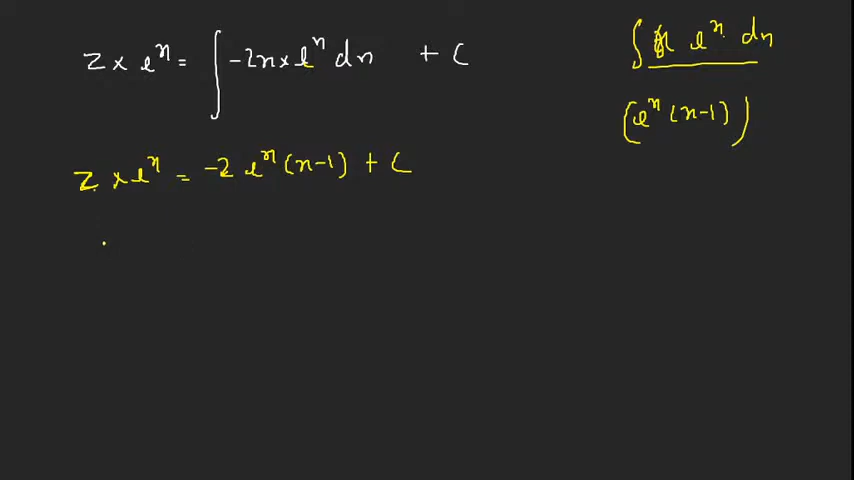 z × e^x = ∫ -2x × e^x dx + C
∫ x e^x dx
(e^x (x-1))
z × e^x = -2 e^x (x-1) + C